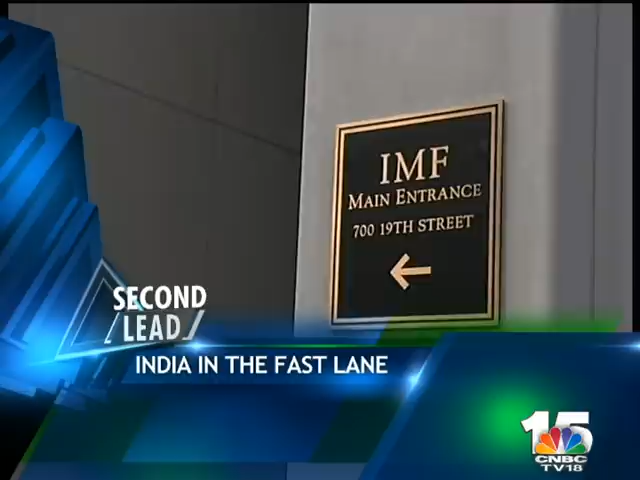 IMF
MAIN ENTRANCE
700 19TH STREET
←
SECOND
LEAD
INDIA IN THE FAST LANE
15
CNBC
TV18